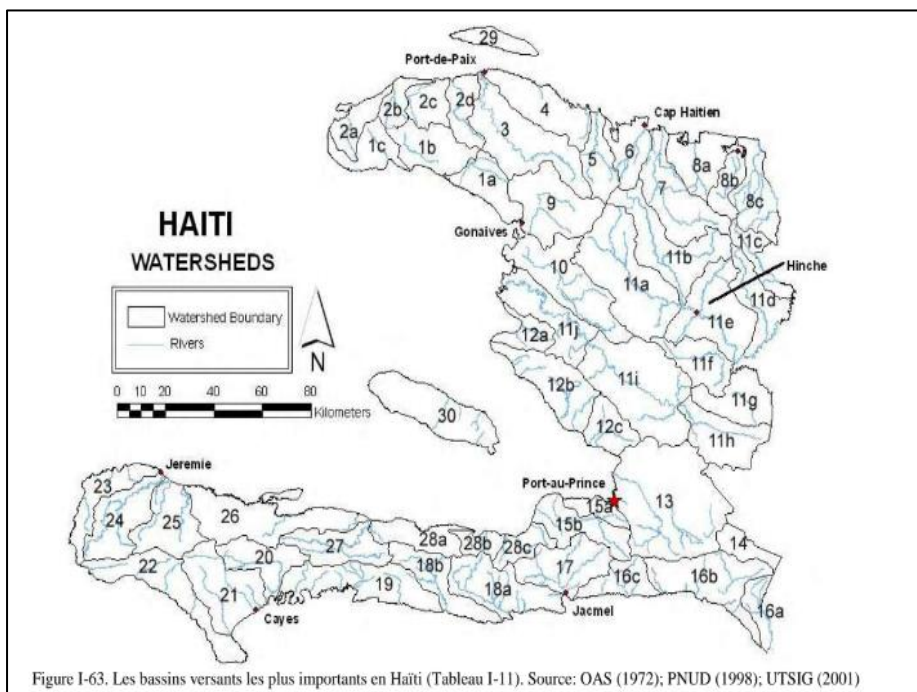 29
Port-de-Paix
2c
2d
4
2b
Cap Haitien
2a
3
1c
1b
5
6
8a
8b
1a
7
8c
9
HAITI
WATERSHEDS
Gonaives
11c
10
11b
Hinche
11a
11d
Watershed Boundary
Rivers
N
11e
12a
11j
11f
12b
11i
11g
0 10 20 40 60 80
Kilometers
30
12c
11h
Jeremie
Port-au-Prince
23
15a
13
24
25
26
15b
28a
28b
28c
14
27
22
20
18b
17
16c
16b
19
18a
21
16a
Cayes
Jacmel
Figure I-63. Les bassins versants les plus importants en Haïti (Tableau I-11). Source: OAS (1972); PNUD (1998); UTSIG (2001)